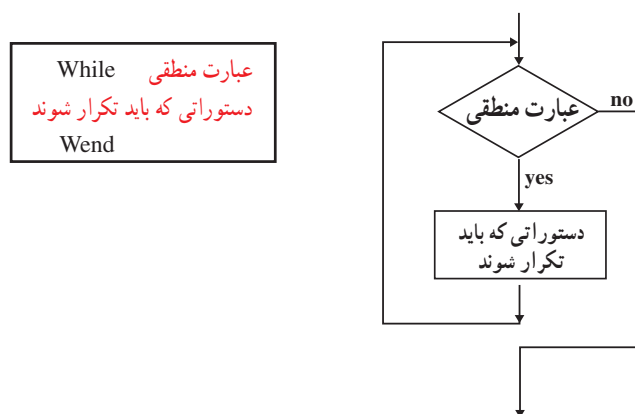 While عبارت منطقی
دستوراتی که باید تکرار شوند
Wend
عبارت منطقی
no
yes
دستوراتی که باید
تکرار شوند